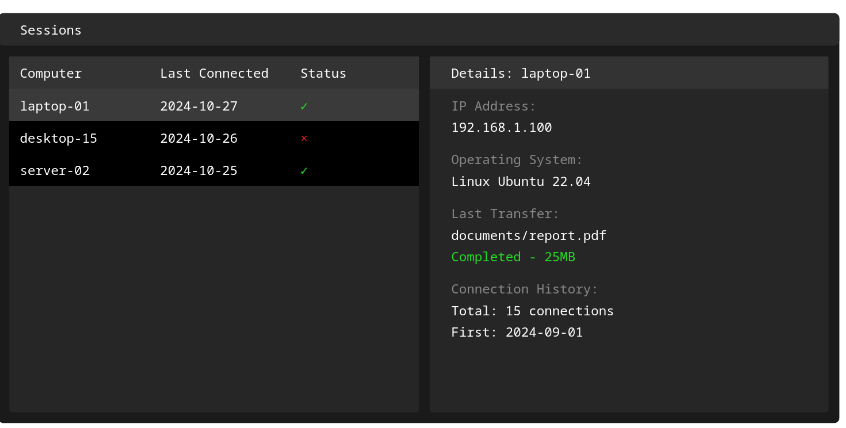 Sessions
Computer Last Connected Status
laptop-01 2024-10-27 ✓
desktop-15 2024-10-26 ×
server-02 2024-10-25 ✓
Details: laptop-01
IP Address:
192.168.1.100
Operating System:
Linux Ubuntu 22.04
Last Transfer:
documents/report.pdf
Completed - 25MB
Connection History:
Total: 15 connections
First: 2024-09-01